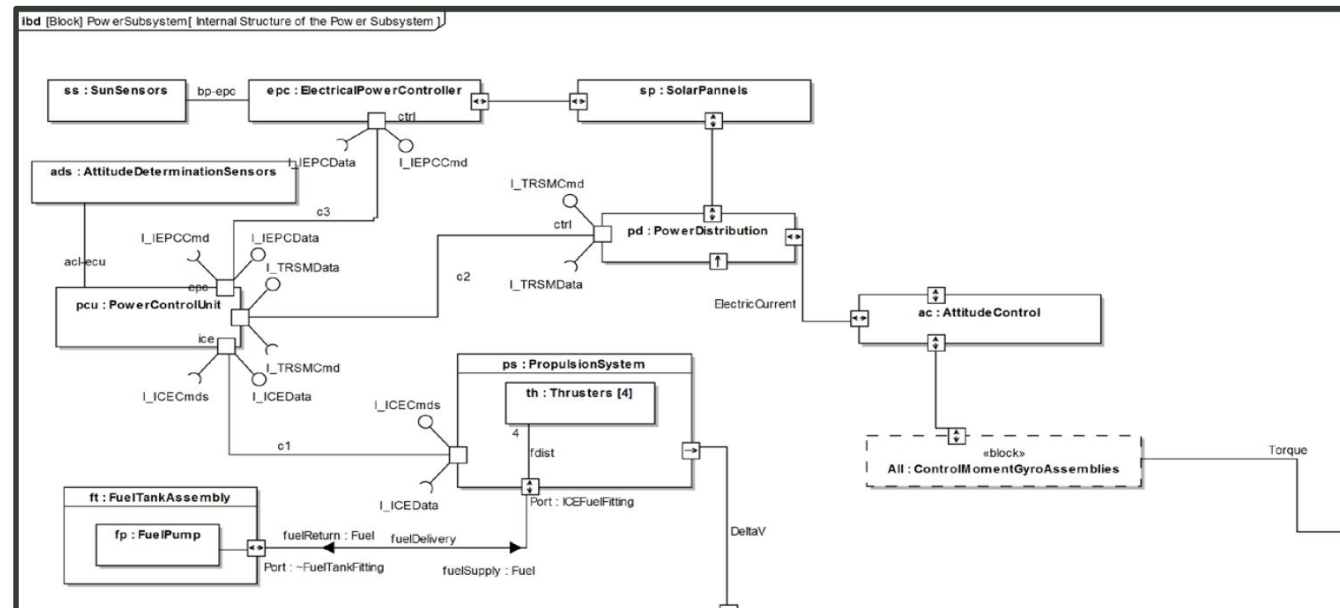 ibd [Block] PowerSubsystem[ Internal Structure of the Power Subsystem ]
ss : SunSensors
bp-epc
epc : ElectricalPowerController
ctrl
sp : SolarPannels
I_IEPCData
I_IEPCCmd
ads : AttitudeDeterminationSensors
c3
I_TRSMCmd
ctrl
pd : PowerDistribution
I_IEPCCmd
I_IEPCData
acl-ecu
I_TRSMData
c2
I_TRSMData
epc
pcu : PowerControlUnit
ElectricCurrent
ac : AttitudeControl
ice
I_TRSMCmd
ps : PropulsionSystem
I_ICECmds
I_ICEData
th : Thrusters [4]
I_ICECmds
4
fdist
c1
«block»
All : ControlMomentGyroAssemblies
Torque
I_ICEData
Port : ICEFuelFitting
ft : FuelTankAssembly
fp : FuelPump
fuelReturn : Fuel
fuelDelivery
DeltaV
Port : ~FuelTankFitting
fuelSupply : Fuel